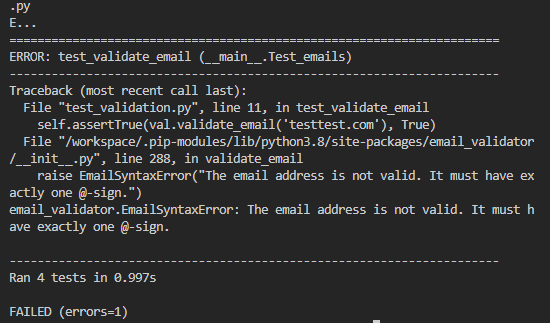 .py
E...
======================================================================
ERROR: test_validate_email (__main__.Test_emails)
----------------------------------------------------------------------
Traceback (most recent call last):
  File "test_validation.py", line 11, in test_validate_email
    self.assertTrue(val.validate_email('testtest.com'), True)
  File "/workspace/.pip-modules/lib/python3.8/site-packages/email_validator
/__init__.py", line 288, in validate_email
    raise EmailSyntaxError("The email address is not valid. It must have ex
actly one @-sign.")
email_validator.EmailSyntaxError: The email address is not valid. It must h
ave exactly one @-sign.

----------------------------------------------------------------------
Ran 4 tests in 0.997s

FAILED (errors=1)